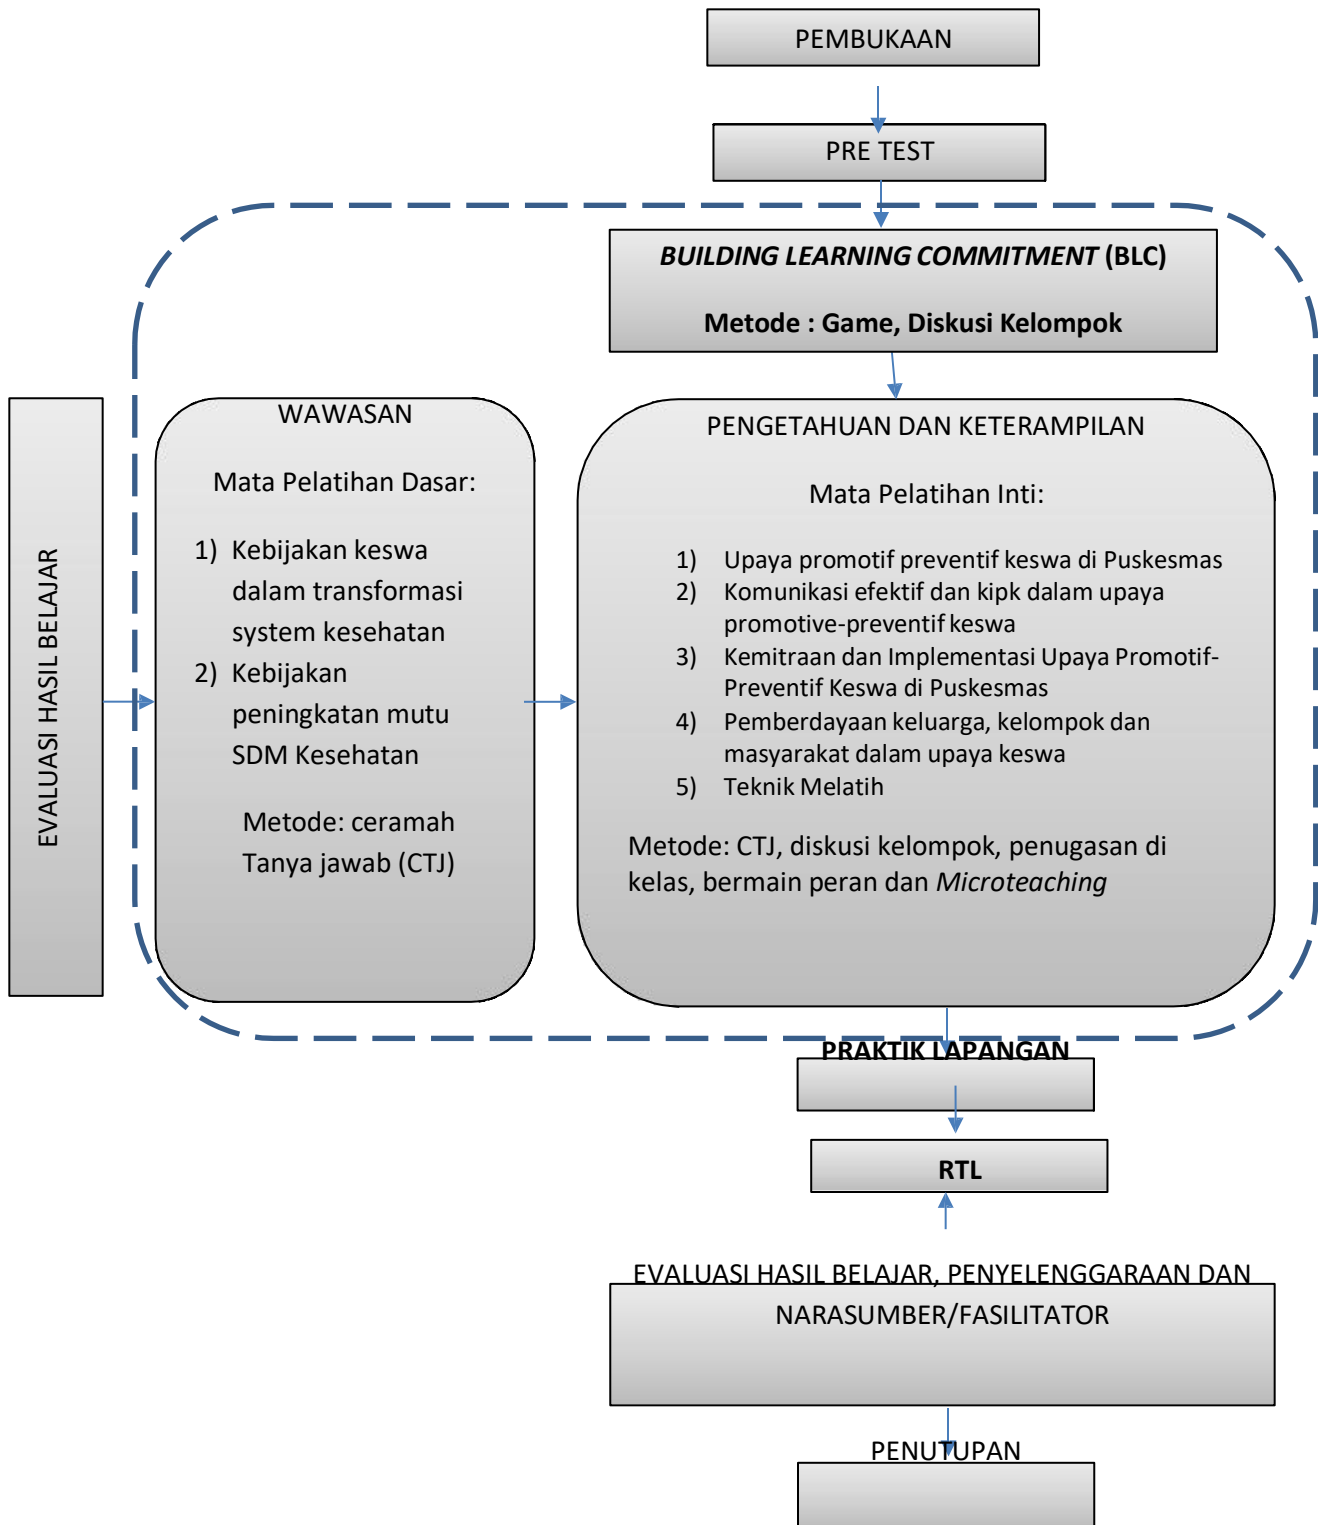 PEMBUKAAN
PRE TEST
BUILDING LEARNING COMMITMENT (BLC)
Metode : Game, Diskusi Kelompok
EVALUASI HASIL BELAJAR
WAWASAN
Mata Pelatihan Dasar:
1) Kebijakan keswa
dalam transformasi
system kesehatan
2) Kebijakan
peningkatan mutu
SDM Kesehatan
Metode: ceramah
Tanya jawab (CTJ)
PENGETAHUAN DAN KETERAMPILAN
Mata Pelatihan Inti:
1) Upaya promotif preventif keswa di Puskesmas
2) Komunikasi efektif dan kipk dalam upaya
promotive-preventif keswa
3) Kemitraan dan Implementasi Upaya Promotif-
Preventif Keswa di Puskesmas
4) Pemberdayaan keluarga, kelompok dan
masyarakat dalam upaya keswa
5) Teknik Melatih
Metode: CTJ, diskusi kelompok, penugasan di
kelas, bermain peran dan Microteaching
PRAKTIK LAPANGAN
RTL
EVALUASI HASIL BELAJAR, PENYELENGGARAAN DAN
NARASUMBER/FASILITATOR
PENUTUPAN